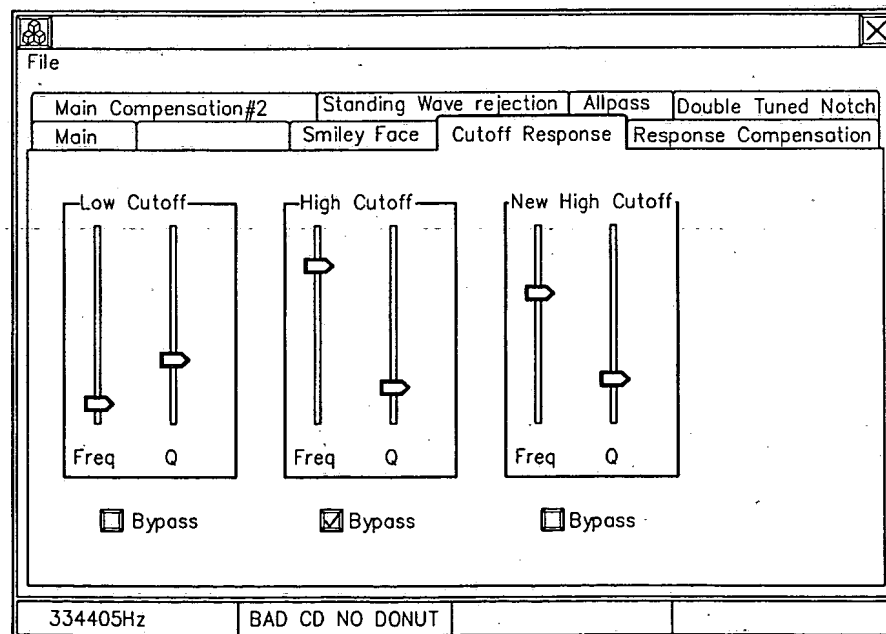 File
Main Compensation#2 Standing Wave rejection Allpass Double Tuned Notch
Main Smiley Face Cutoff Response Response Compensation
Low Cutoff High Cutoff New High Cutoff
Freq Q Freq Q Freq Q
Bypass Bypass Bypass
334405Hz BAD CD NO DONUT